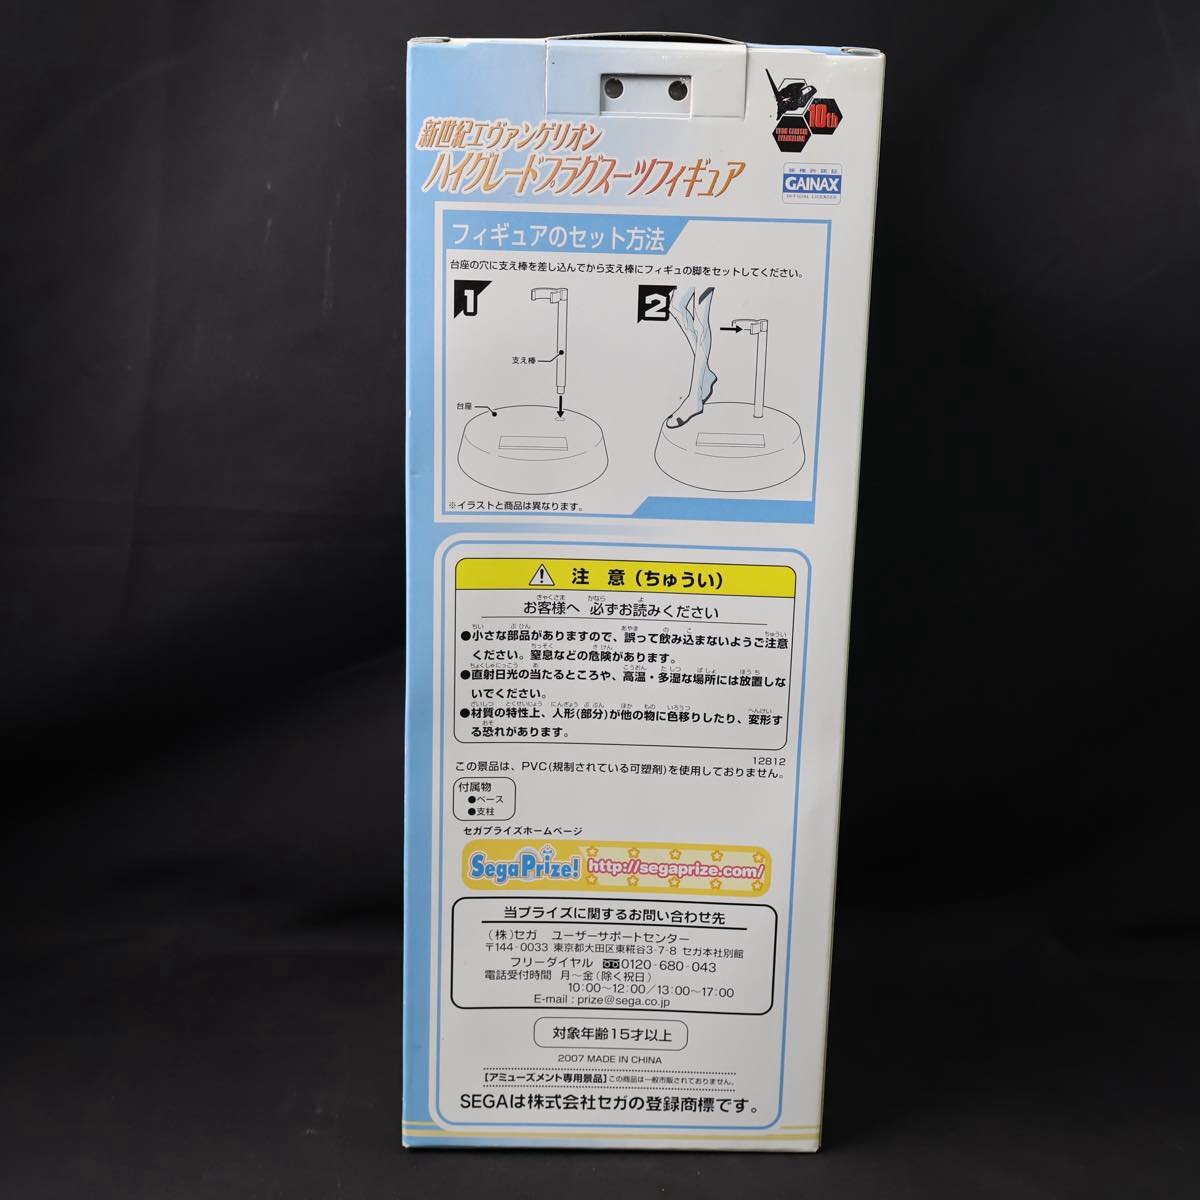 新世紀エヴァンゲリオン
ハイグレードプラグスーツフィギュア
10th
GAINAX
OFFICIAL LICENSED
フィギュアのセット方法
台座の穴に支え棒を差し込んでから支え棒にフィギュの脚をセットしてください。
1
2
支え棒
台座
※イラストと商品は異なります。
注 意(ちゅうい)
お客様へ 必ずお読みください
●小さな部品がありますので、誤って飲み込まないようご注意
ください。窒息などの危険があります。
●直射日光の当たるところや、高温・多湿な場所には放置しな
いでください。
●材質の特性上、人形(部分)が他の物に色移りしたり、変形す
る恐れがあります。
12812
この景品は、PVC(規制されている可塑剤)を使用しておりません。
付属物
●ベース
●支柱
セガプライズホームページ
SegaPrize! http://segaprize.com/
当プライズに関するお問い合わせ先
(株)セガ ユーザーサポートセンター
〒144-0033 東京都大田区東糀谷3-7-8 セガ本社別館
フリーダイヤル 0120-680-043
電話受付時間 月～金(除く祝日)
10:00～12:00/13:00～17:00
E-mail : prize@sega.co.jp
対象年齢15才以上
2007 MADE IN CHINA
【アミューズメント専用景品】この商品は一般市販されておりません。
SEGAは株式会社セガの登録商標です。